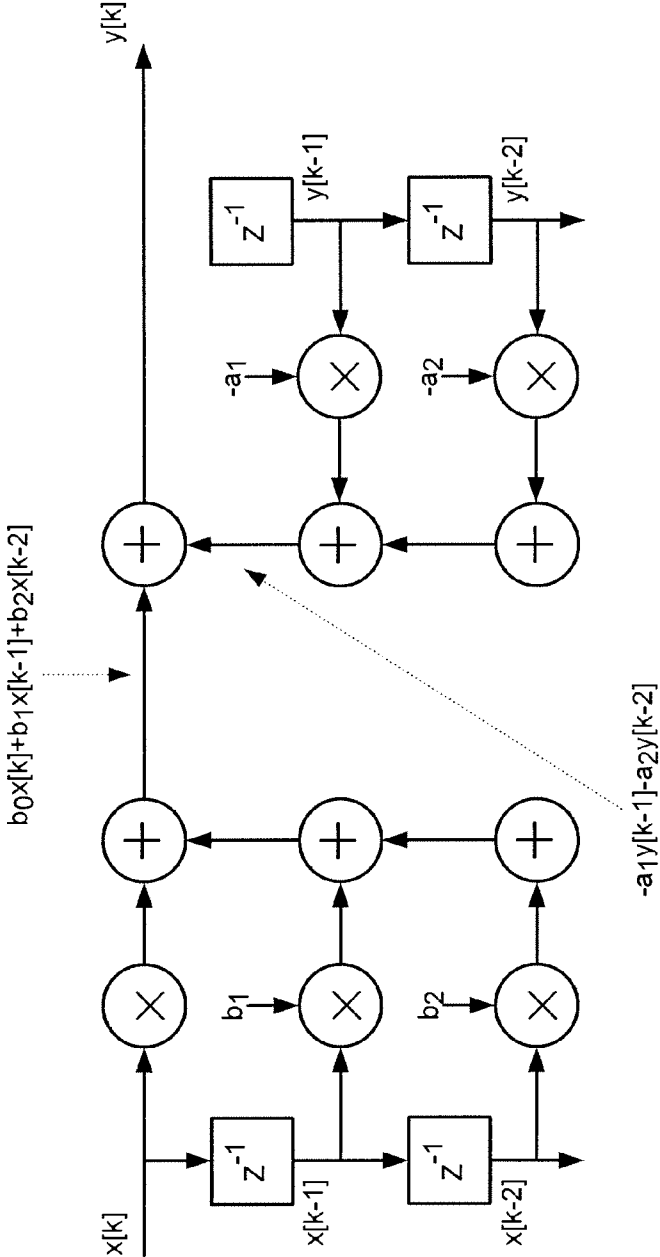 b0x[k]+b1x[k-1]+b2x[k-2]
x[k]
y[k]
×
+
+
z-1
b1
×
+
+
-a1
×
z-1
x[k-1]
y[k-1]
z-1
b2
×
+
+
-a2
×
z-1
x[k-2]
y[k-2]
-a1y[k-1]-a2y[k-2]